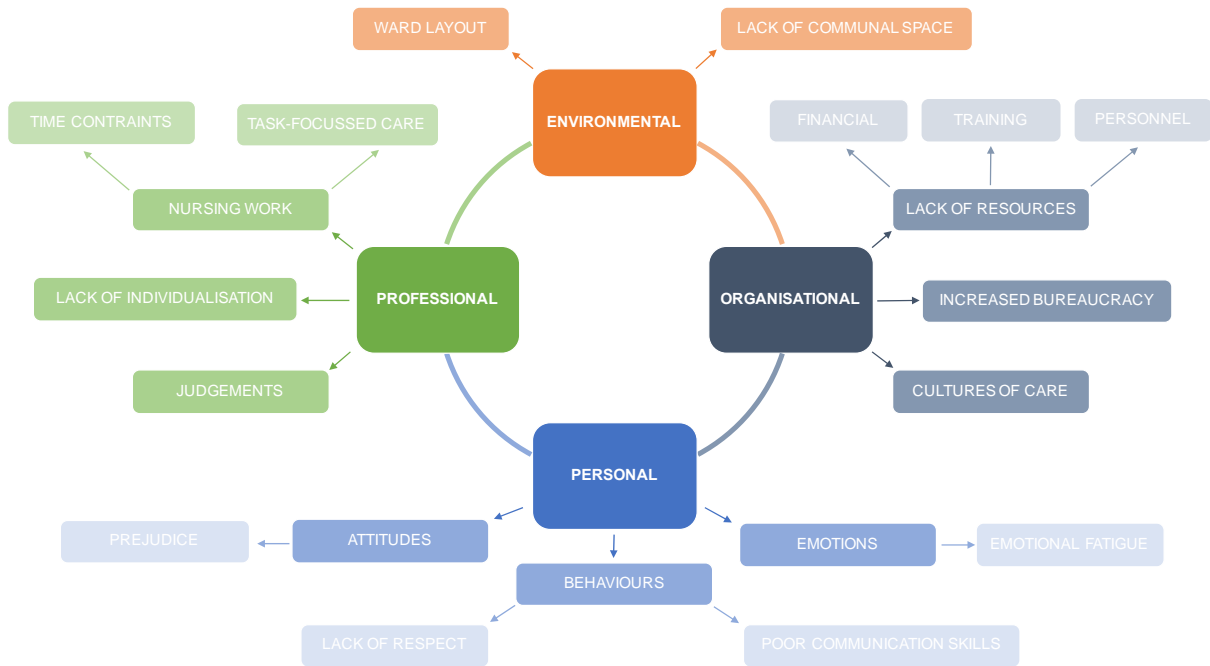 WARD LAYOUT
LACK OF COMMUNAL SPACE
ENVIRONMENTAL
TIME CONTRAINTS
TASK-FOCUSSED CARE
FINANCIAL
TRAINING
PERSONNEL
NURSING WORK
LACK OF RESOURCES
LACK OF INDIVIDUALISATION
PROFESSIONAL
ORGANISATIONAL
INCREASED BUREAUCRACY
JUDGEMENTS
CULTURES OF CARE
PERSONAL
PREJUDICE
ATTITUDES
EMOTIONS
EMOTIONAL FATIGUE
BEHAVIOURS
LACK OF RESPECT
POOR COMMUNICATION SKILLS